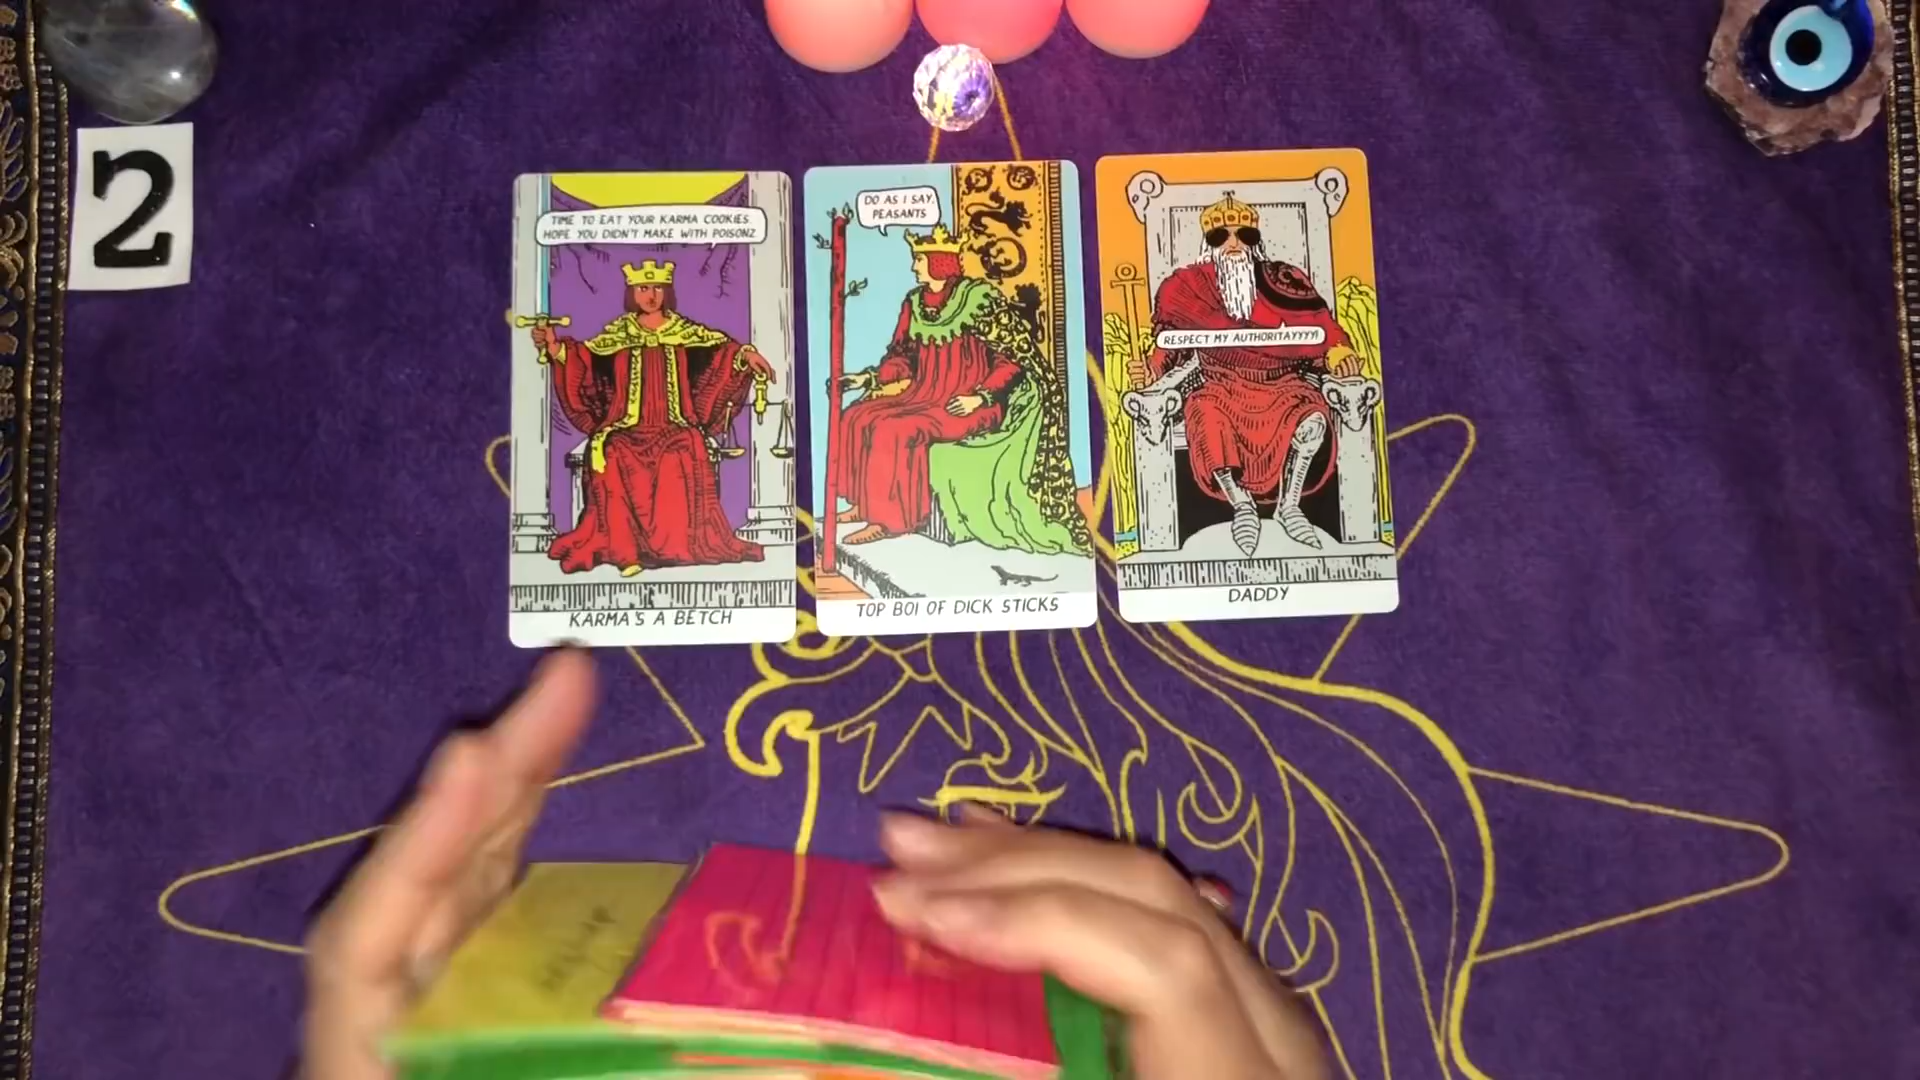 2
TIME TO EAT YOUR KARMA COOKIES.
HOPE YOU DIDN'T MAKE WITH POISONZ
KARMA'S A BETCH
DO AS I SAY,
PEASANTS
TOP BOI OF DICK STICKS
RESPECT MY AUTHORITAYYYY!
DADDY